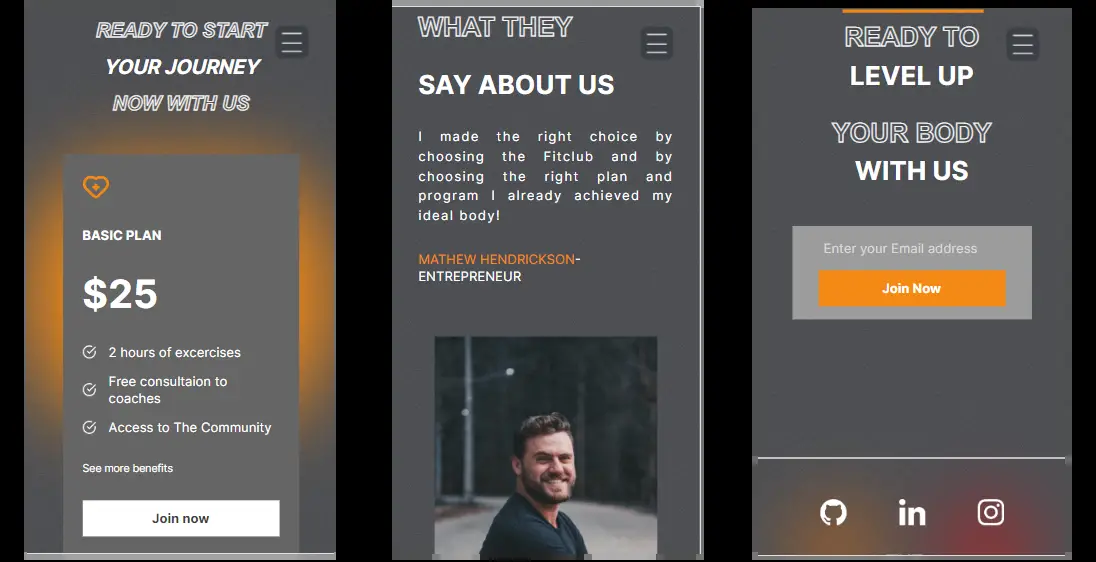 READY TO START
YOUR JOURNEY
NOW WITH US
BASIC PLAN
$25
2 hours of excercises
Free consultaion to
coaches
Access to The Community
See more benefits
Join now
WHAT THEY
SAY ABOUT US
I made the right choice by
choosing the Fitclub and by
choosing the right plan and
program I already achieved my
ideal body!
MATHEW HENDRICKSON-
ENTREPRENEUR
READY TO
LEVEL UP
YOUR BODY
WITH US
Enter your Email address
Join Now
in